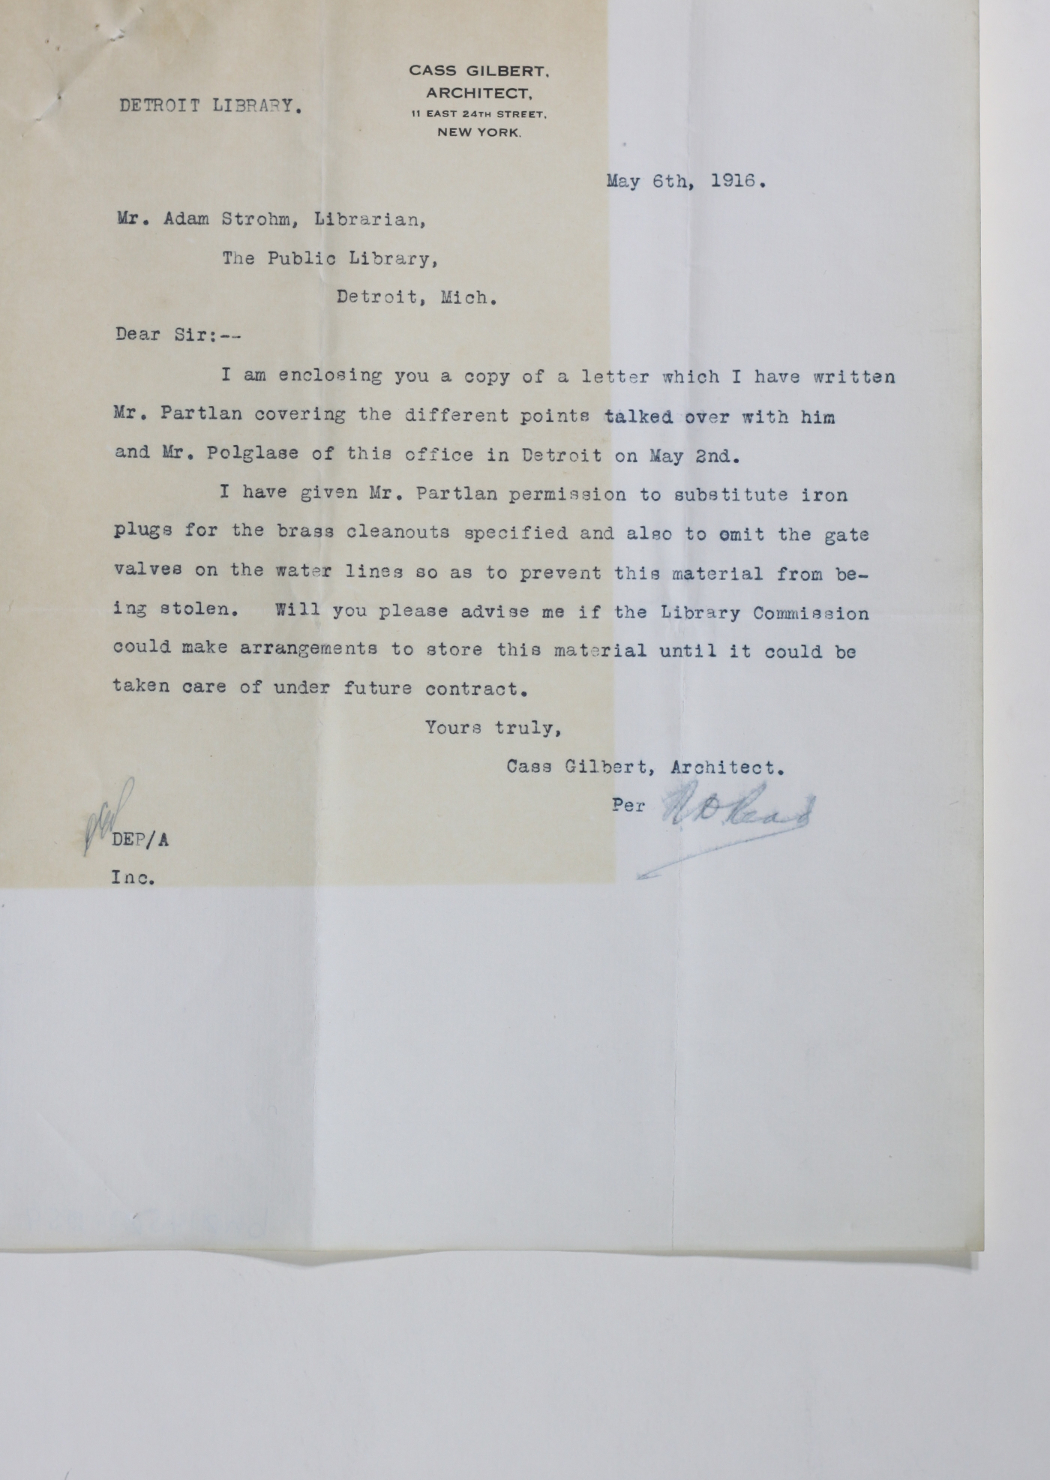 CASS GILBERT,
ARCHITECT,
11 EAST 24TH STREET,
NEW YORK.
DETROIT LIBRARY.
May 6th, 1916.
Mr. Adam Strohm, Librarian,
The Public Library,
Detroit, Mich.
Dear Sir:--
I am enclosing you a copy of a letter which I have written
Mr. Partlan covering the different points talked over with him
and Mr. Polglase of this office in Detroit on May 2nd.
I have given Mr. Partlan permission to substitute iron
plugs for the brass cleanouts specified and also to omit the gate
valves on the water lines so as to prevent this material from be-
ing stolen. Will you please advise me if the Library Commission
could make arrangements to store this material until it could be
taken care of under future contract.
Yours truly,
Cass Gilbert, Architect.
Per
DEP/A
Inc.